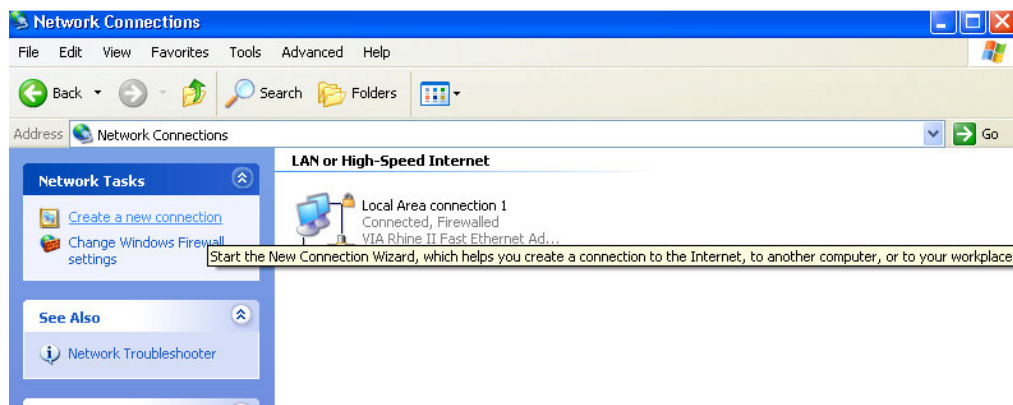 Network Connections
File Edit View Favorites Tools Advanced Help
Back Search Folders
Address Network Connections Go
LAN or High-Speed Internet
Network Tasks
Create a new connection
Change Windows Firewall
settings
Local Area connection 1
Connected, Firewalled
VIA Rhine II Fast Ethernet Ad...
Start the New Connection Wizard, which helps you create a connection to the Internet, to another computer, or to your workplace
See Also
Network Troubleshooter